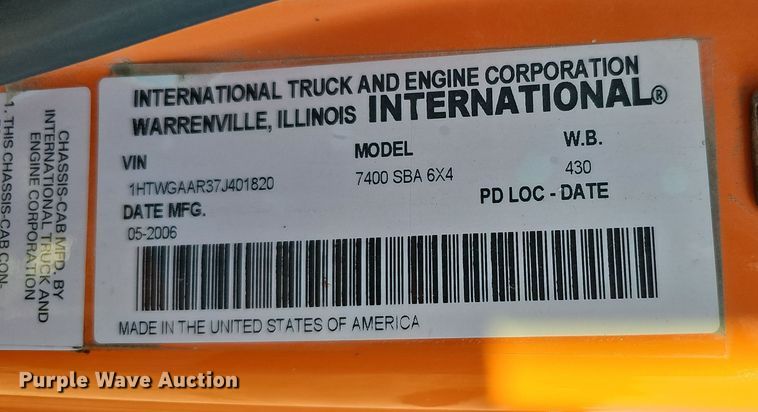 INTERNATIONAL TRUCK AND ENGINE CORPORATION
WARRENVILLE, ILLINOIS INTERNATIONAL®
VIN MODEL W.B.
1HTWGAAR37J401820 7400 SBA 6X4 430
DATE MFG. PD LOC - DATE
05-2006
MADE IN THE UNITED STATES OF AMERICA
CHASSIS-CAB MFD. BY
INTERNATIONAL TRUCK AND
ENGINE CORPORATION
1. THIS CHASSIS-CAB CON-
Purple Wave Auction